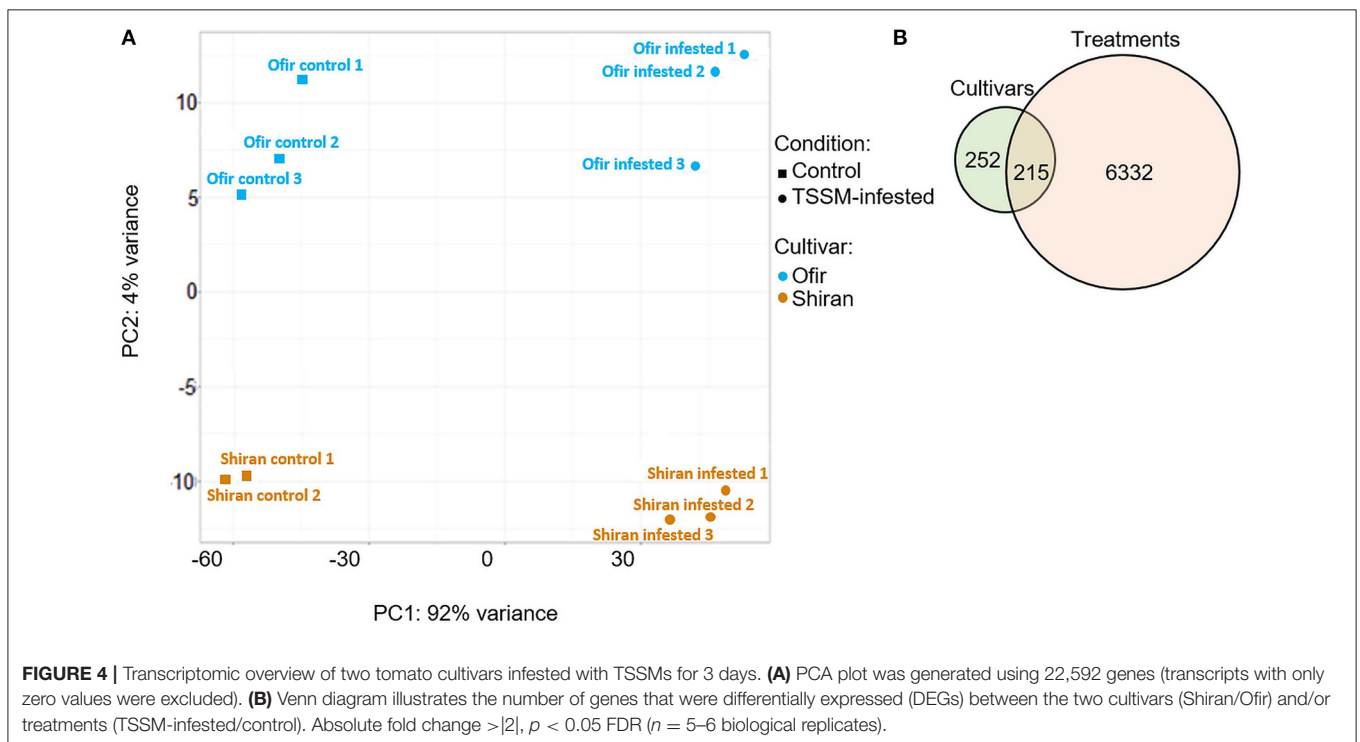 A
Ofir control 1
Ofir infested 1
Ofir infested 2
10
Ofir control 2
Ofir infested 3
Ofir control 3
5
PC2: 4% variance
0
-5
Shiran control 1
Shiran infested 1
10
Shiran control 2
Shiran infested 2
Shiran infested 3
-60 -30 0 30
PC1: 92% variance
Condition:
Control
TSSM-infested
Cultivar:
Ofir
Shiran
B
Treatments
Cultivars
252 215 6332
FIGURE 4 | Transcriptomic overview of two tomato cultivars infested with TSSMs for 3 days. (A) PCA plot was generated using 22,592 genes (transcripts with only
zero values were excluded). (B) Venn diagram illustrates the number of genes that were differentially expressed (DEGs) between the two cultivars (Shiran/Ofir) and/or
treatments (TSSM-infested/control). Absolute fold change >|2|, p < 0.05 FDR (n = 5–6 biological replicates).